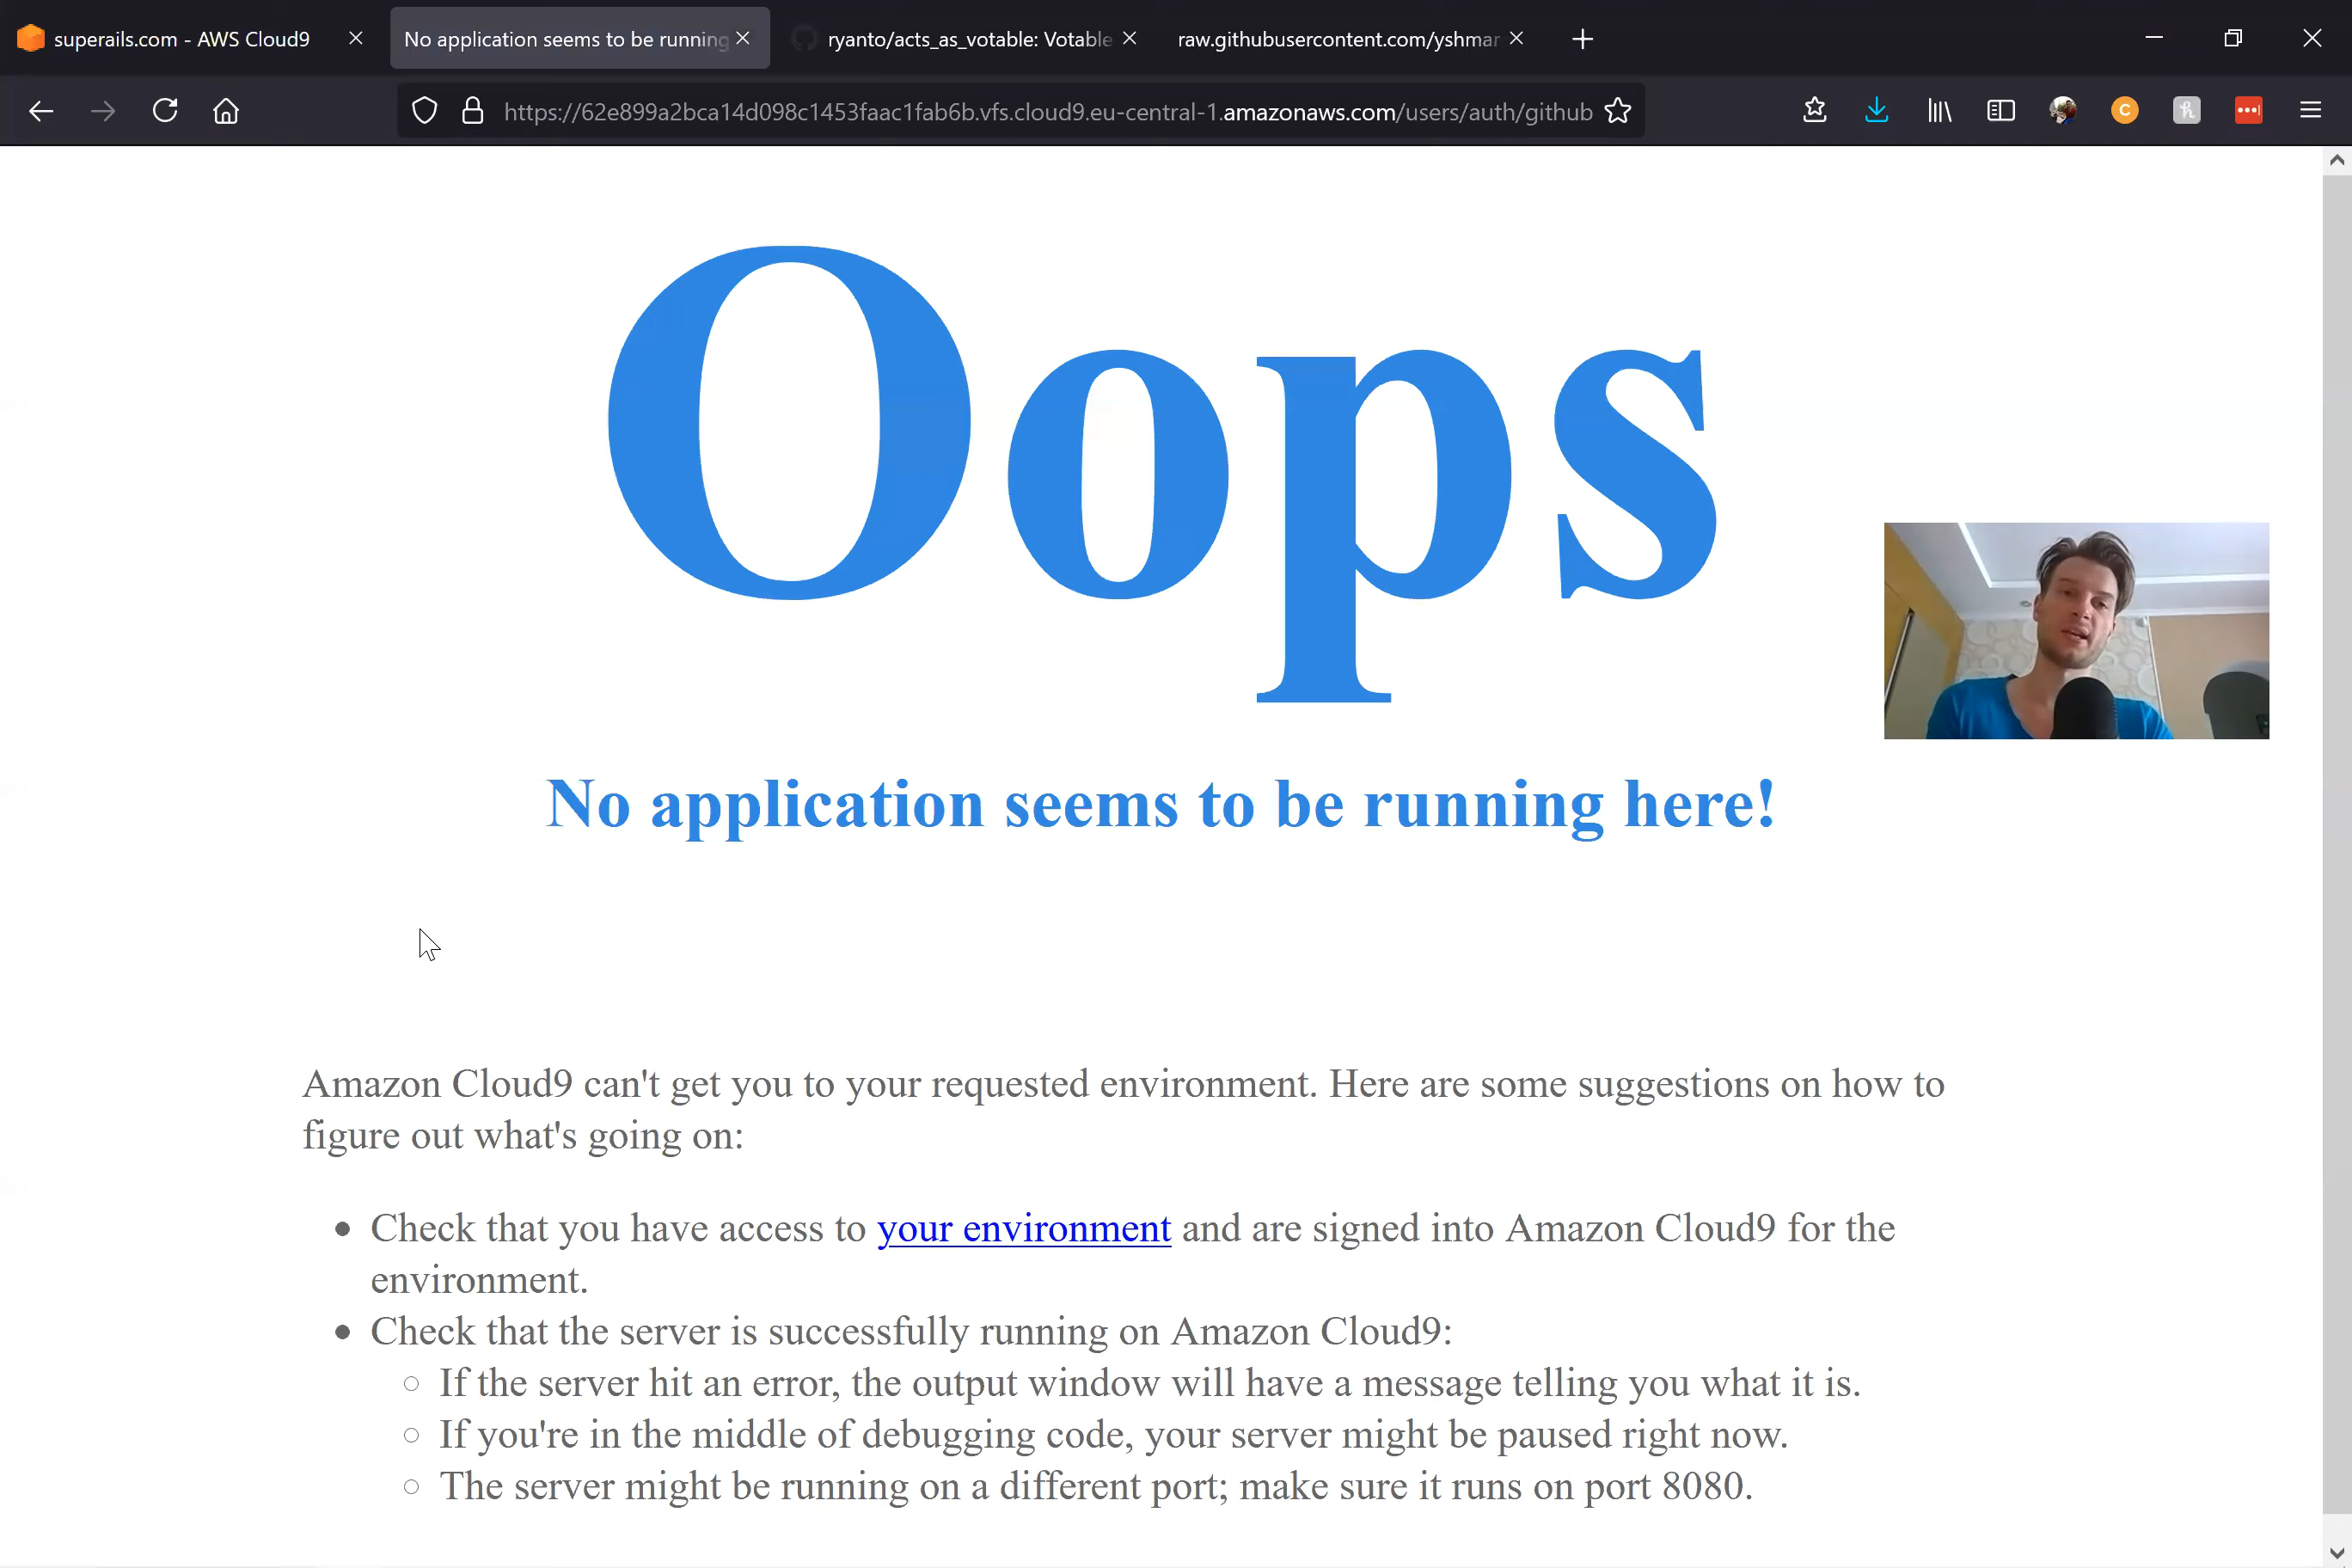 superails.com - AWS Cloud9
No application seems to be running
ryanto/acts_as_votable: Votable
raw.githubusercontent.com/yshmar
https://62e899a2bca14d098c1453faac1fab6b.vfs.cloud9.eu-central-1.amazonaws.com/users/auth/github
Oops
No application seems to be running here!
Amazon Cloud9 can't get you to your requested environment. Here are some suggestions on how to
figure out what's going on:
Check that you have access to your environment and are signed into Amazon Cloud9 for the
environment.
Check that the server is successfully running on Amazon Cloud9:
If the server hit an error, the output window will have a message telling you what it is.
If you're in the middle of debugging code, your server might be paused right now.
The server might be running on a different port; make sure it runs on port 8080.